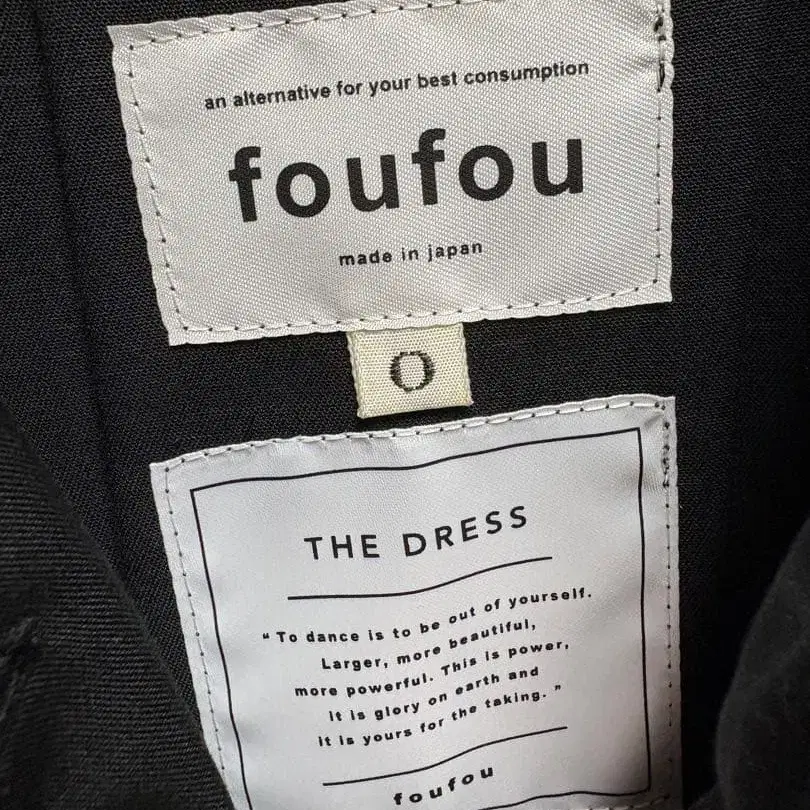 an alternative for your best consumption
foufou
made in japan
0
THE DRESS
“ To dance is to be out of yourself.
Larger, more beautiful,
more powerful. This is power,
it is glory on earth and
it is yours for the taking. ”
foufou